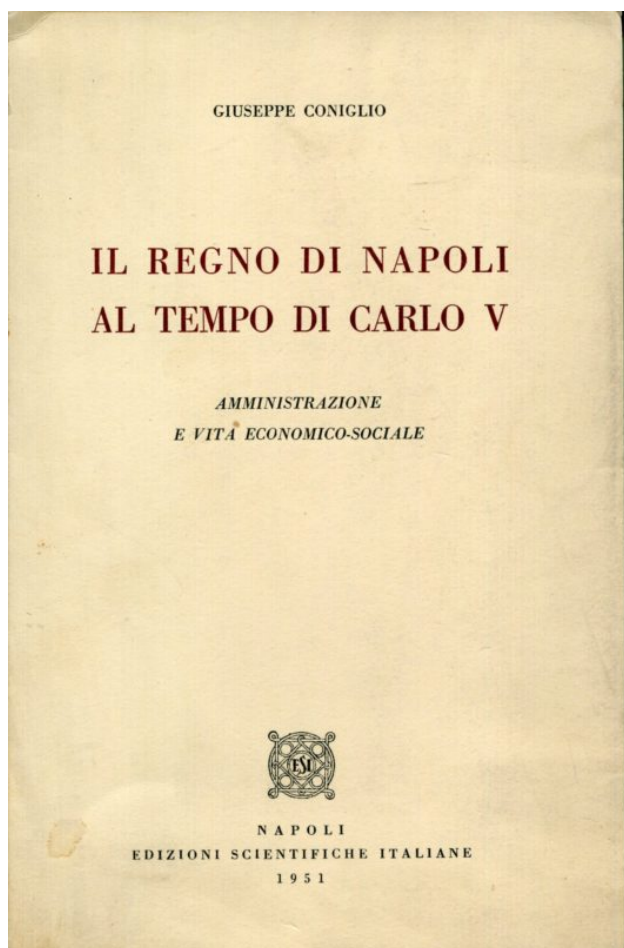 GIUSEPPE CONIGLIO
IL REGNO DI NAPOLI
AL TEMPO DI CARLO V
AMMINISTRAZIONE
E VITA ECONOMICO-SOCIALE
ESI
NAPOLI
EDIZIONI SCIENTIFICHE ITALIANE
1951